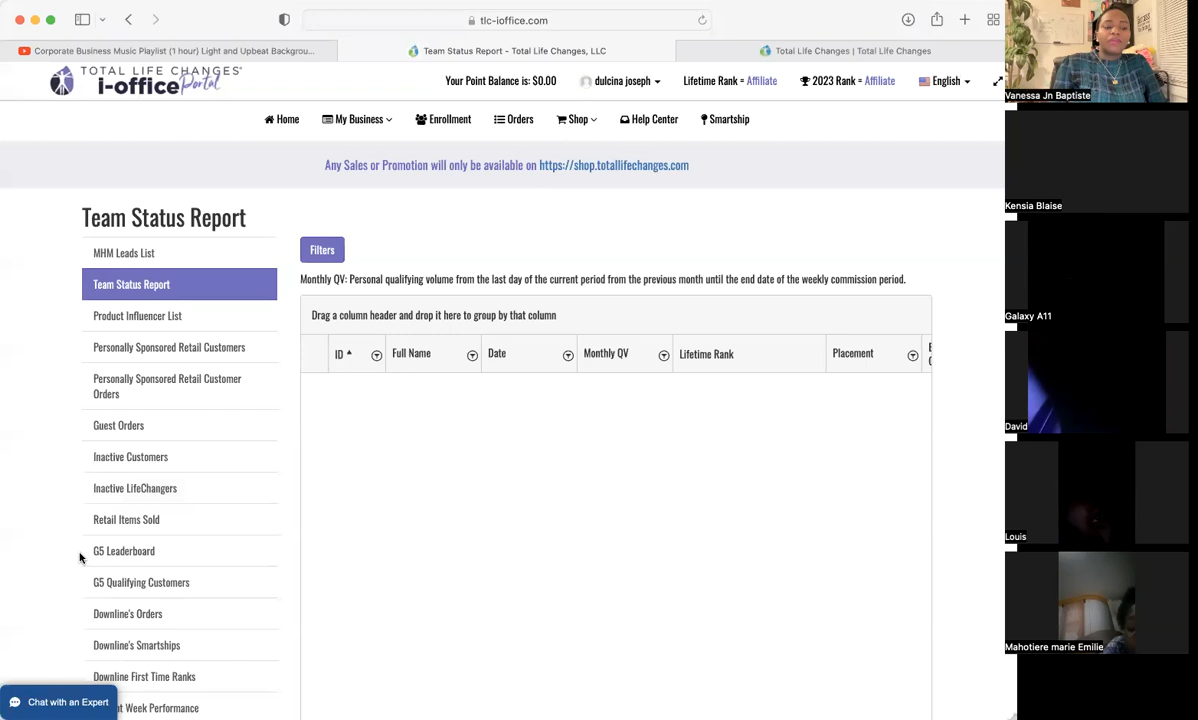 tlc-ioffice.com
Corporate Business Music Playlist (1 hour) Light and Upbeat Backgrou...
Team Status Report - Total Life Changes, LLC
Total Life Changes | Total Life Changes
TOTAL LIFE CHANGES
i-office Portal
Your Point Balance is: $0.00
dulcina joseph
Lifetime Rank = Affiliate
2023 Rank = Affiliate
English
Home
My Business
Enrollment
Orders
Shop
Help Center
Smartship
Any Sales or Promotion will only be available on https://shop.totallifechanges.com
Team Status Report
MHM Leads List
Team Status Report
Product Influencer List
Personally Sponsored Retail Customers
Personally Sponsored Retail Customer
Orders
Guest Orders
Inactive Customers
Inactive LifeChangers
Retail Items Sold
G5 Leaderboard
G5 Qualifying Customers
Downline's Orders
Downline's Smartships
Downline First Time Ranks
nt Week Performance
Chat with an Expert
Filters
Monthly QV: Personal qualifying volume from the last day of the current period from the previous month until the end date of the weekly commission period.
Drag a column header and drop it here to group by that column
ID
Full Name
Date
Monthly QV
Lifetime Rank
Placement
Vanessa Jn Baptiste
Kensia Blaise
Galaxy A11
David
Louis
Mahotiere marie Emilie